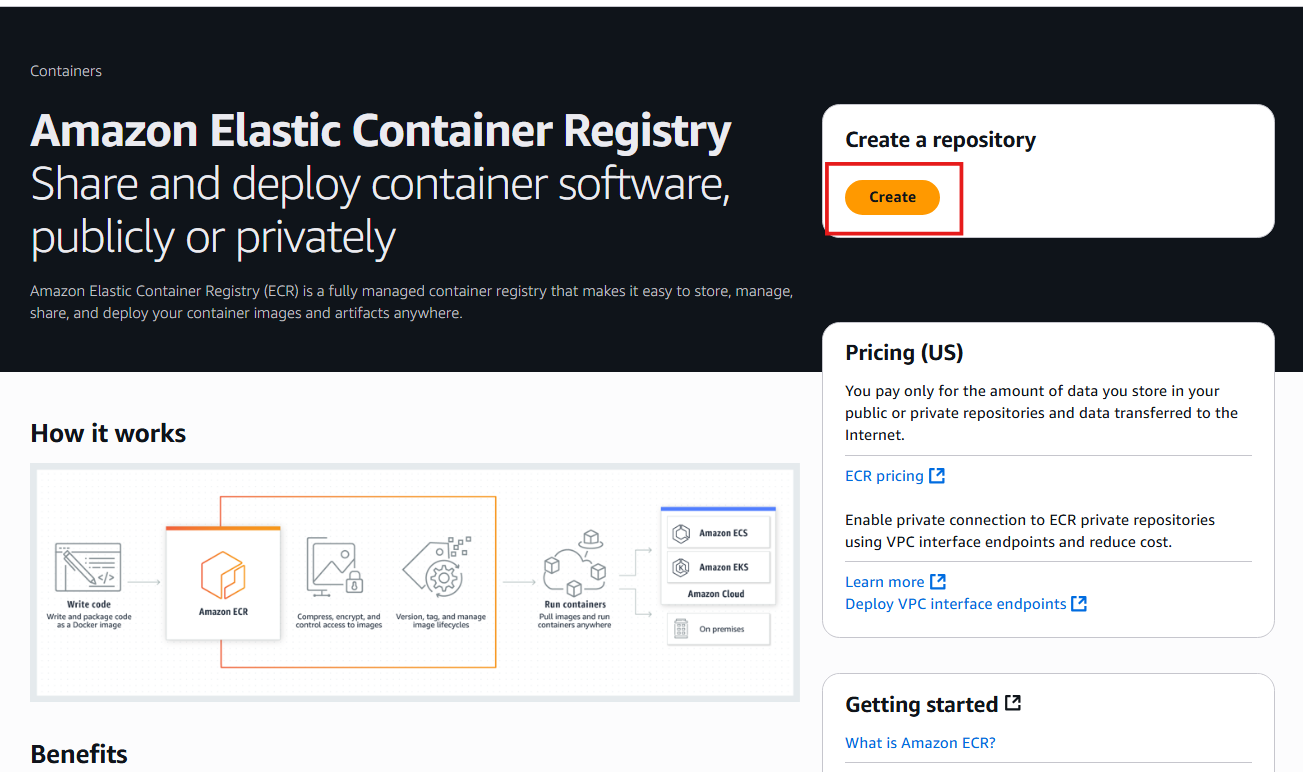 Containers
Amazon Elastic Container Registry
Share and deploy container software,
publicly or privately
Amazon Elastic Container Registry (ECR) is a fully managed container registry that makes it easy to store, manage,
share, and deploy your container images and artifacts anywhere.
Create a repository
Create
Pricing (US)
You pay only for the amount of data you store in your
public or private repositories and data transferred to the
Internet.
ECR pricing
Enable private connection to ECR private repositories
using VPC interface endpoints and reduce cost.
Learn more
Deploy VPC interface endpoints
How it works
Write code
Write and package code
as a Docker image
Amazon ECR
Compress, encrypt, and
control access to images
Version, tag, and manage
image lifecycles
Run containers
Pull images and run
containers anywhere
Amazon ECS
Amazon EKS
Amazon Cloud
On premises
Getting started
What is Amazon ECR?
Benefits